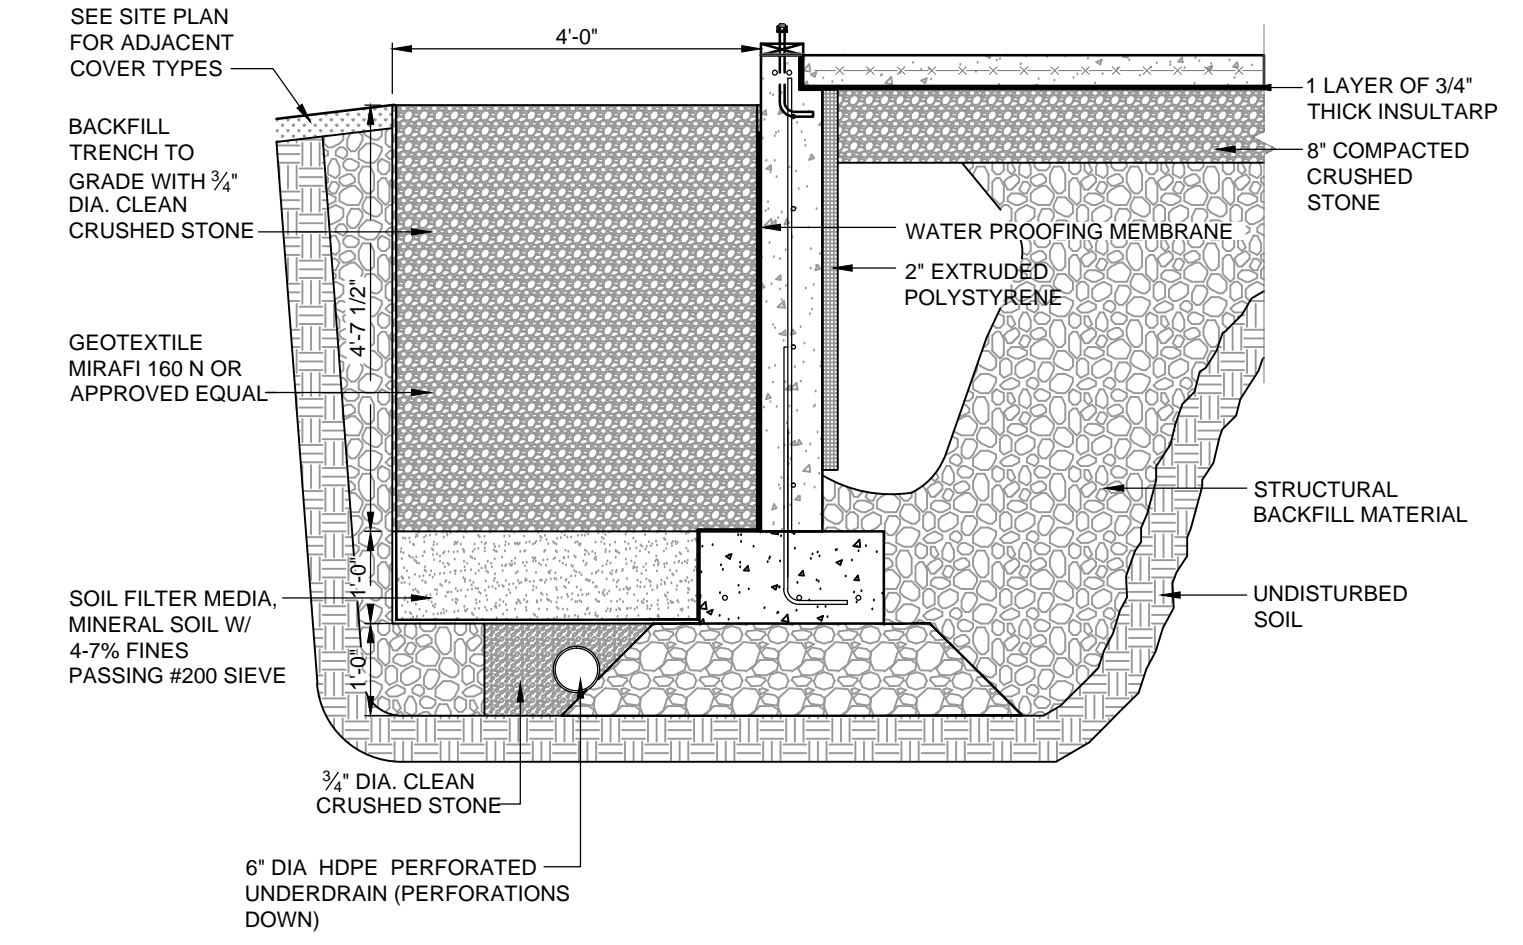 SEE SITE PLAN
FOR ADJACENT
COVER TYPES
4'-0"
BACKFILL
TRENCH TO
GRADE WITH ¾"
DIA. CLEAN
CRUSHED STONE
1 LAYER OF 3/4"
THICK INSULTARP
8" COMPACTED
CRUSHED
STONE
WATER PROOFING MEMBRANE
2" EXTRUDED
POLYSTYRENE
4'-7 1/2"
GEOTEXTILE
MIRAFI 160 N OR
APPROVED EQUAL
STRUCTURAL
BACKFILL MATERIAL
1'-0"
SOIL FILTER MEDIA,
MINERAL SOIL W/
4-7% FINES
PASSING #200 SIEVE
UNDISTURBED
SOIL
1'-0"
¾" DIA. CLEAN
CRUSHED STONE
6" DIA HDPE PERFORATED
UNDERDRAIN (PERFORATIONS
DOWN)